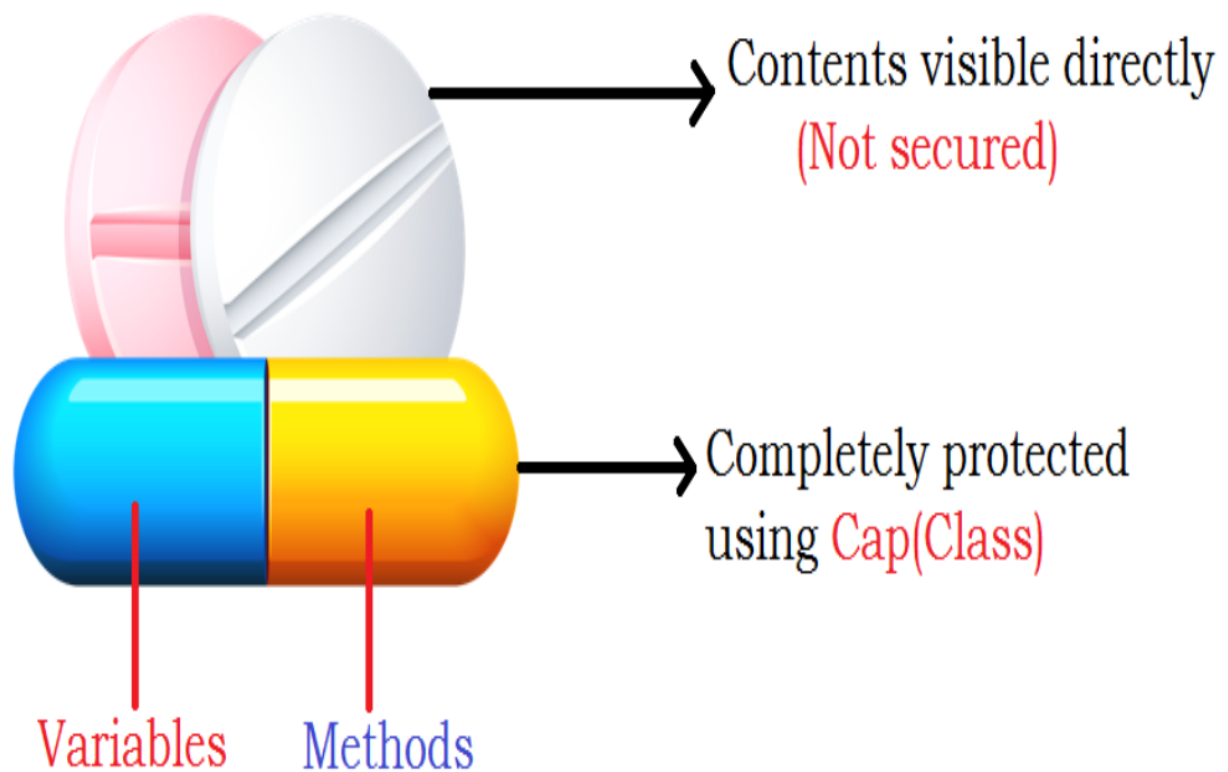 Contents visible directly
(Not secured)
Completely protected
using Cap(Class)
Variables
Methods